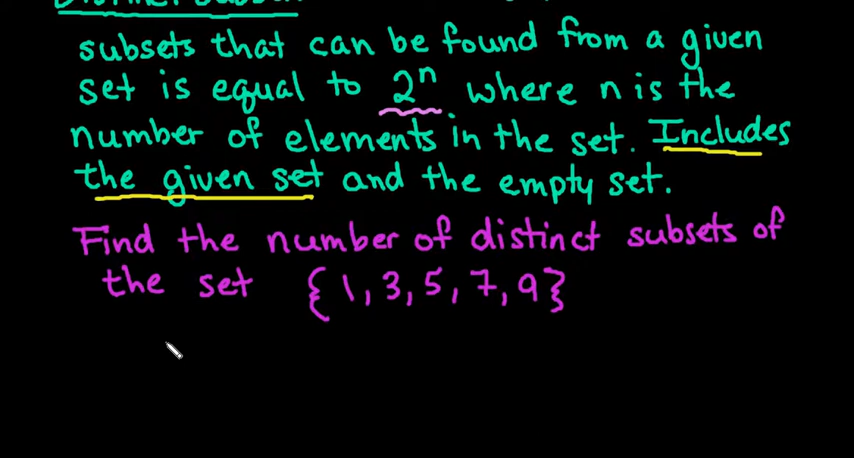 subsets that can be found from a given
set is equal to 2ⁿ where n is the
number of elements in the set. Includes
the given set and the empty set.
Find the number of distinct subsets of
the set {1, 3, 5, 7, 9}